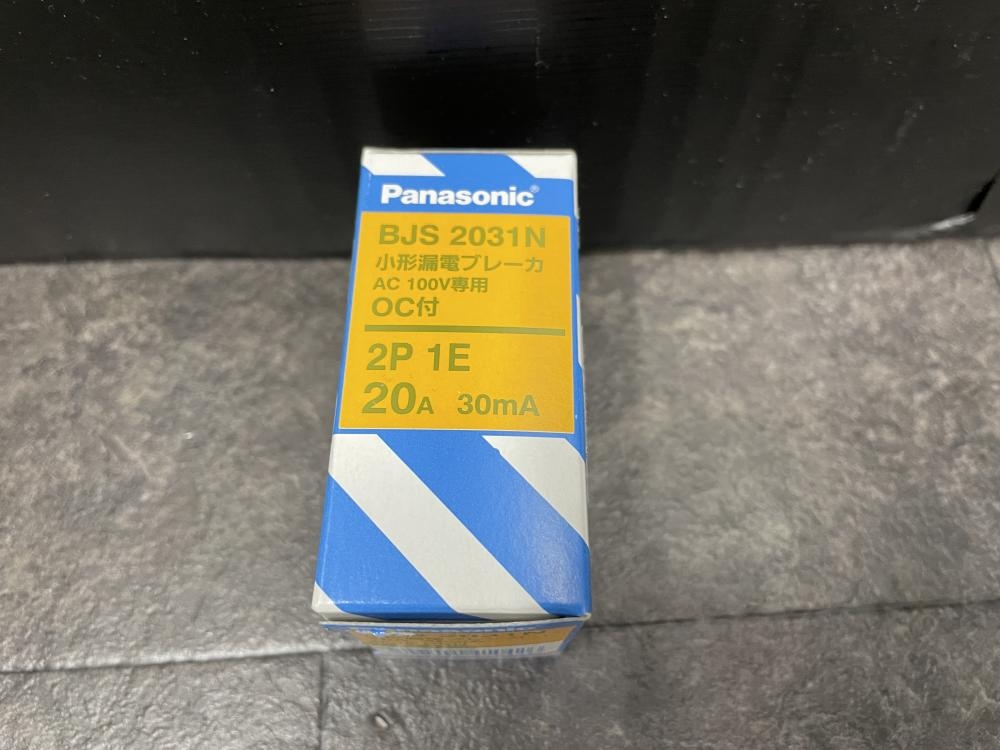 Panasonic®
BJS 2031N
小形漏電ブレーカ
AC 100V専用
OC付
2P 1E
20A 30mA
Panasonic